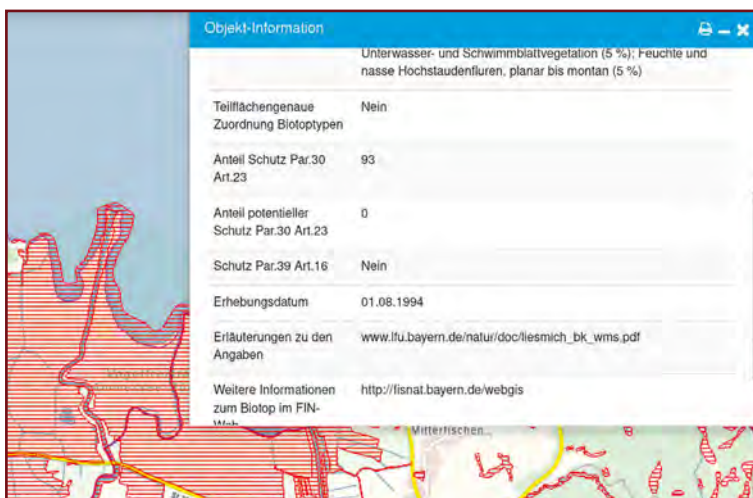 Objekt-Information
Unterwasser- und Schwimmblattvegetation (5 %); Feuchte und
nasse Hochstaudenfluren, planar bis montan (5 %)
Teilflächengenaue
Zuordnung Biotoptypen
Nein
Anteil Schutz Par.30
Art.23
93
Anteil potentieller
Schutz Par.30 Art.23
0
Schutz Par.39 Art.16
Nein
Erhebungsdatum
01.08.1994
Erläuterungen zu den
Angaben
www.lfu.bayern.de/natur/doc/liesmich_bk_wms.pdf
Weitere Informationen
zum Biotop im FIN-
Web
http://fisnat.bayern.de/webgis
Mitterfischen...